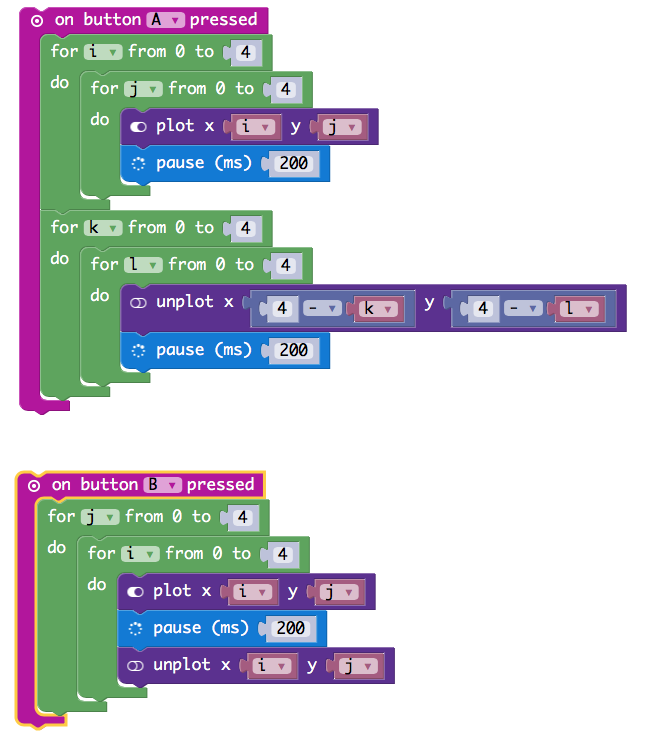 on button A ▼ pressed
for i ▼ from 0 to 4
do for j ▼ from 0 to 4
do plot x i ▼ y j ▼
pause (ms) 200
for k ▼ from 0 to 4
do for l ▼ from 0 to 4
do unplot x 4 - ▼ k ▼ y 4 - ▼ l ▼
pause (ms) 200
on button B ▼ pressed
for j ▼ from 0 to 4
do for i ▼ from 0 to 4
do plot x i ▼ y j ▼
pause (ms) 200
unplot x i ▼ y j ▼